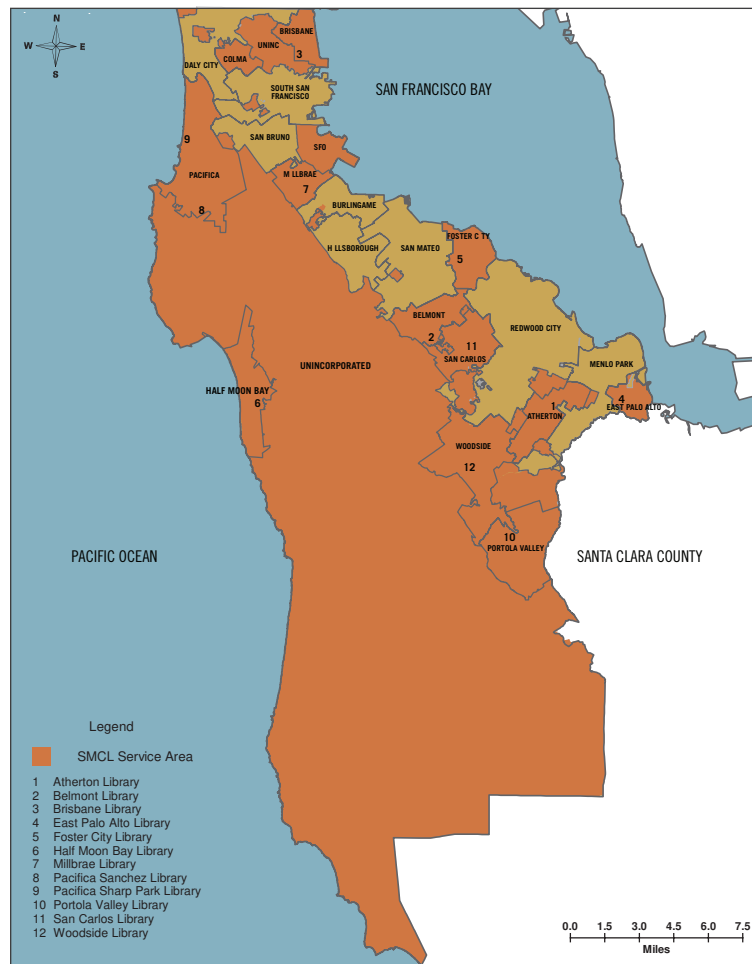 N
W E
S
BRISBANE
UNINC
3
COLMA
DALY CITY
SOUTH SAN
FRANCISCO
SAN FRANCISCO BAY
9
SAN BRUNO
SFO
PACIFICA
M LLBRAE
7
8
BURLINGAME
H LLSBOROUGH
SAN MATEO
FOSTER C TY
5
BELMONT
2
11
SAN CARLOS
REDWOOD CITY
MENLO PARK
UNINCORPORATED
HALF MOON BAY
6
4
EAST PALO ALTO
1
ATHERTON
WOODSIDE
12
10
PORTOLA VALLEY
PACIFIC OCEAN
SANTA CLARA COUNTY
Legend
SMCL Service Area
1 Atherton Library
2 Belmont Library
3 Brisbane Library
4 East Palo Alto Library
5 Foster City Library
6 Half Moon Bay Library
7 Millbrae Library
8 Pacifica Sanchez Library
9 Pacifica Sharp Park Library
10 Portola Valley Library
11 San Carlos Library
12 Woodside Library
0.0 1.5 3.0 4.5 6.0 7.5
Miles